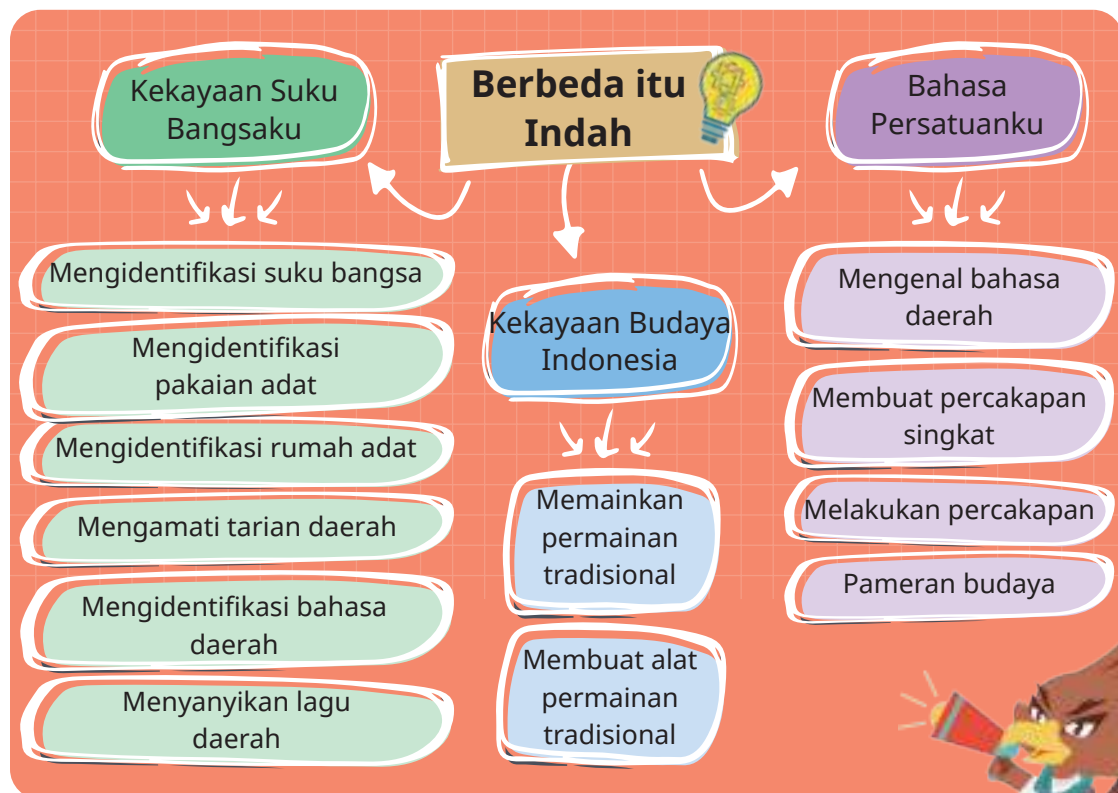 Berbeda itu
Indah
Kekayaan Suku
Bangsaku
Mengidentifikasi suku bangsa
Mengidentifikasi
pakaian adat
Mengidentifikasi rumah adat
Mengamati tarian daerah
Mengidentifikasi bahasa
daerah
Menyanyikan lagu
daerah
Kekayaan Budaya
Indonesia
Memainkan
permainan
tradisional
Membuat alat
permainan
tradisional
Bahasa
Persatuanku
Mengenal bahasa
daerah
Membuat percakapan
singkat
Melakukan percakapan
Pameran budaya